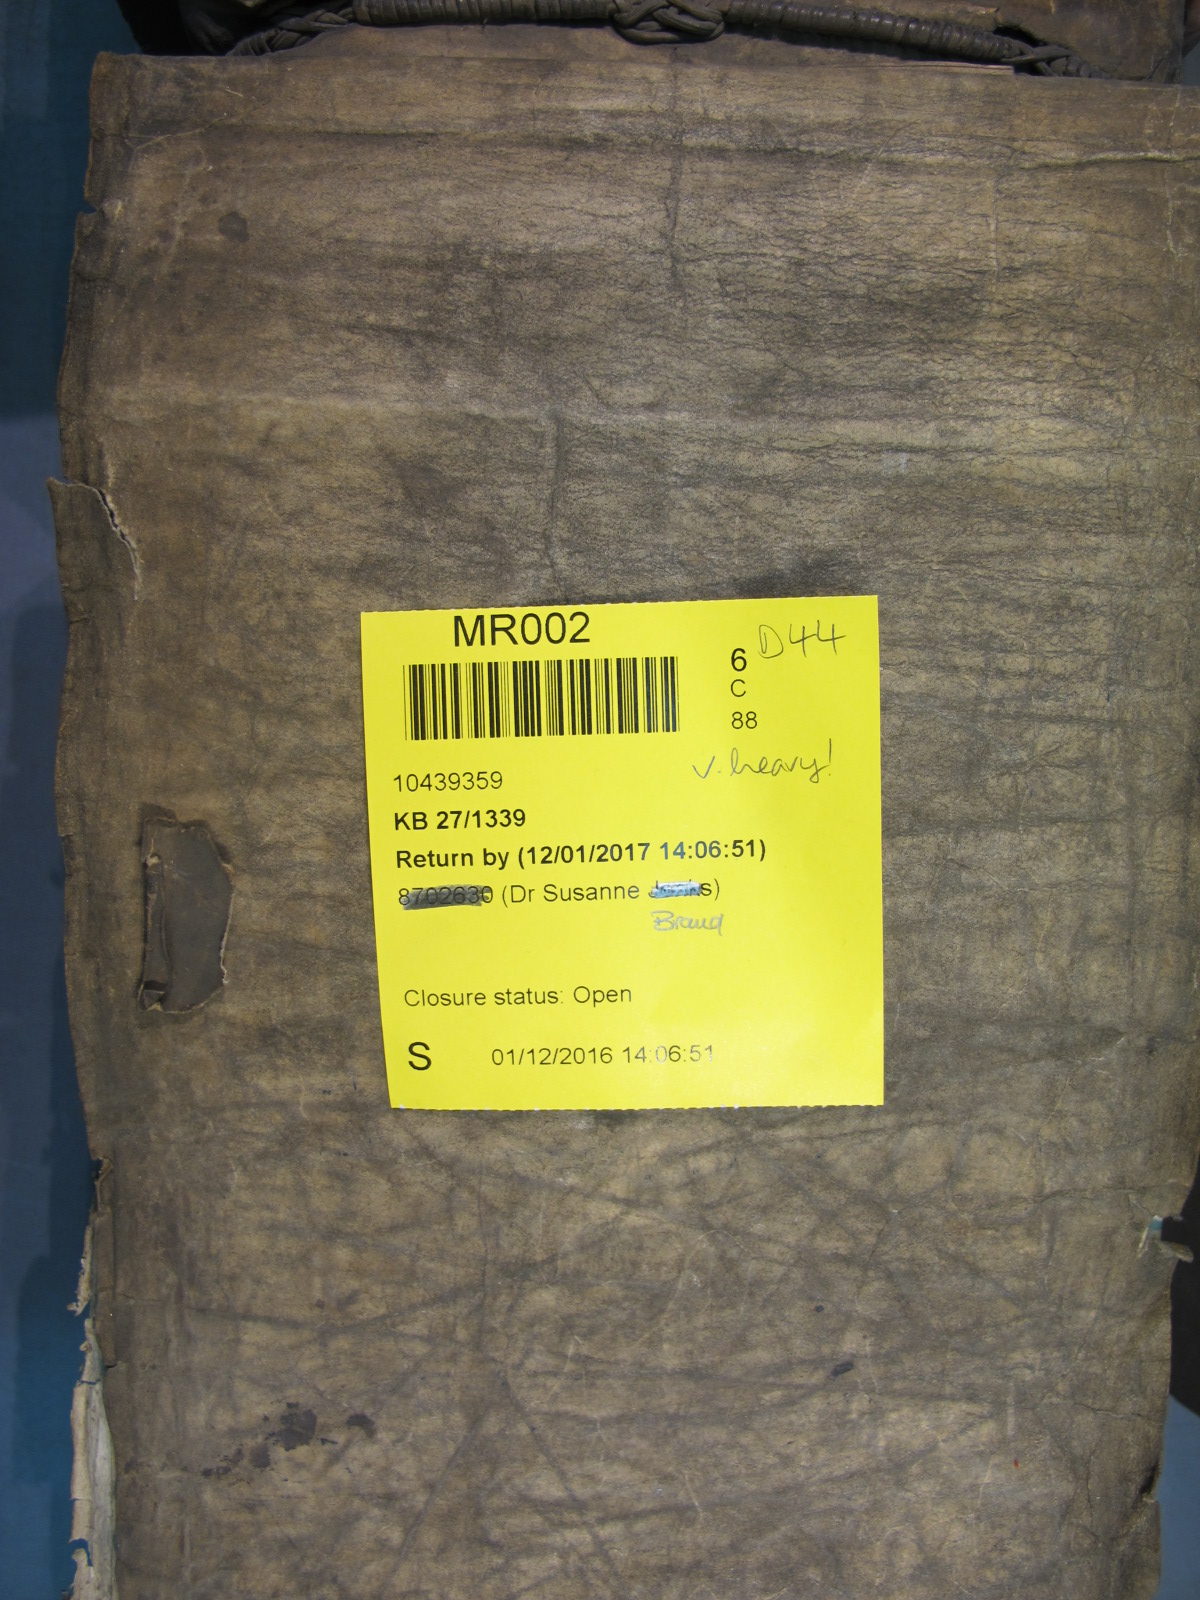 MR002
6 D44
C
88
v. heavy!
10439359
KB 27/1339
Return by (12/01/2017 14:06:51)
8702630 (Dr Susanne
Brand
Closure status: Open
S 01/12/2016 14:06:51